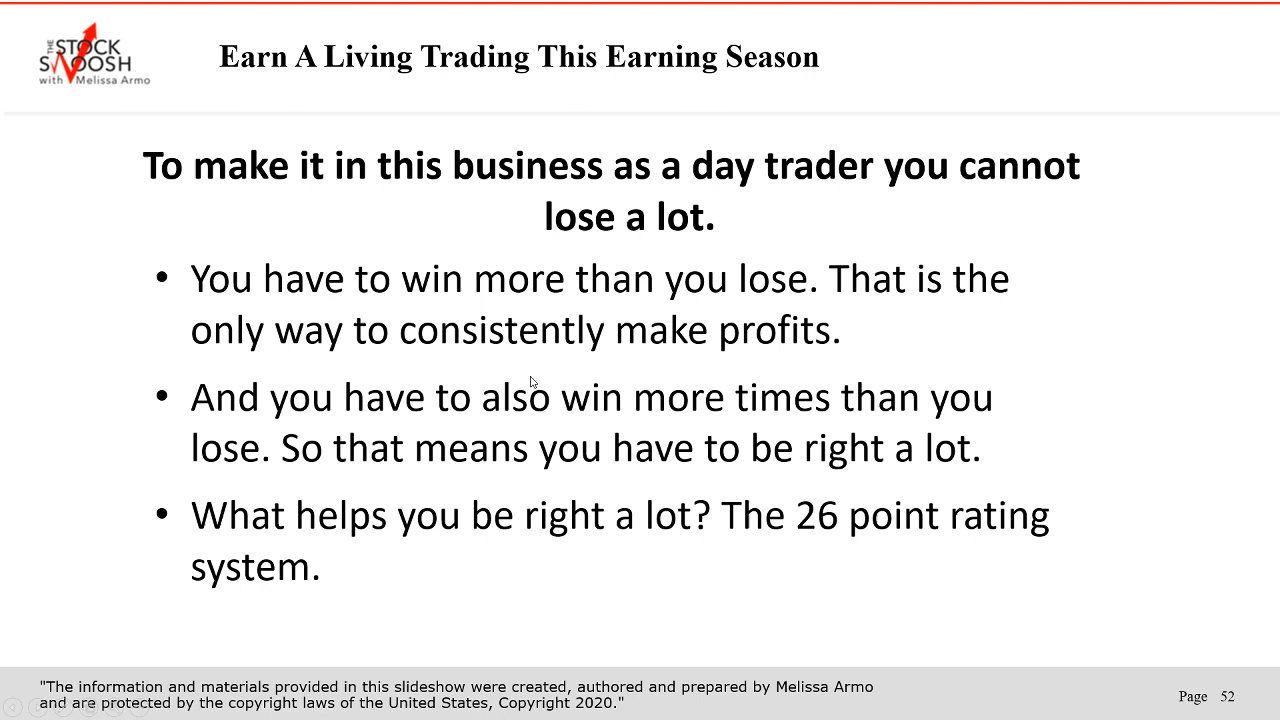 THE
STOCK
SWOOSH
with Melissa Armo
Earn A Living Trading This Earning Season
To make it in this business as a day trader you cannot
lose a lot.
• You have to win more than you lose. That is the
only way to consistently make profits.
• And you have to also win more times than you
lose. So that means you have to be right a lot.
• What helps you be right a lot? The 26 point rating
system.
"The information and materials provided in this slideshow were created, authored and prepared by Melissa Armo
and are protected by the copyright laws of the United States, Copyright 2020."
Page 52